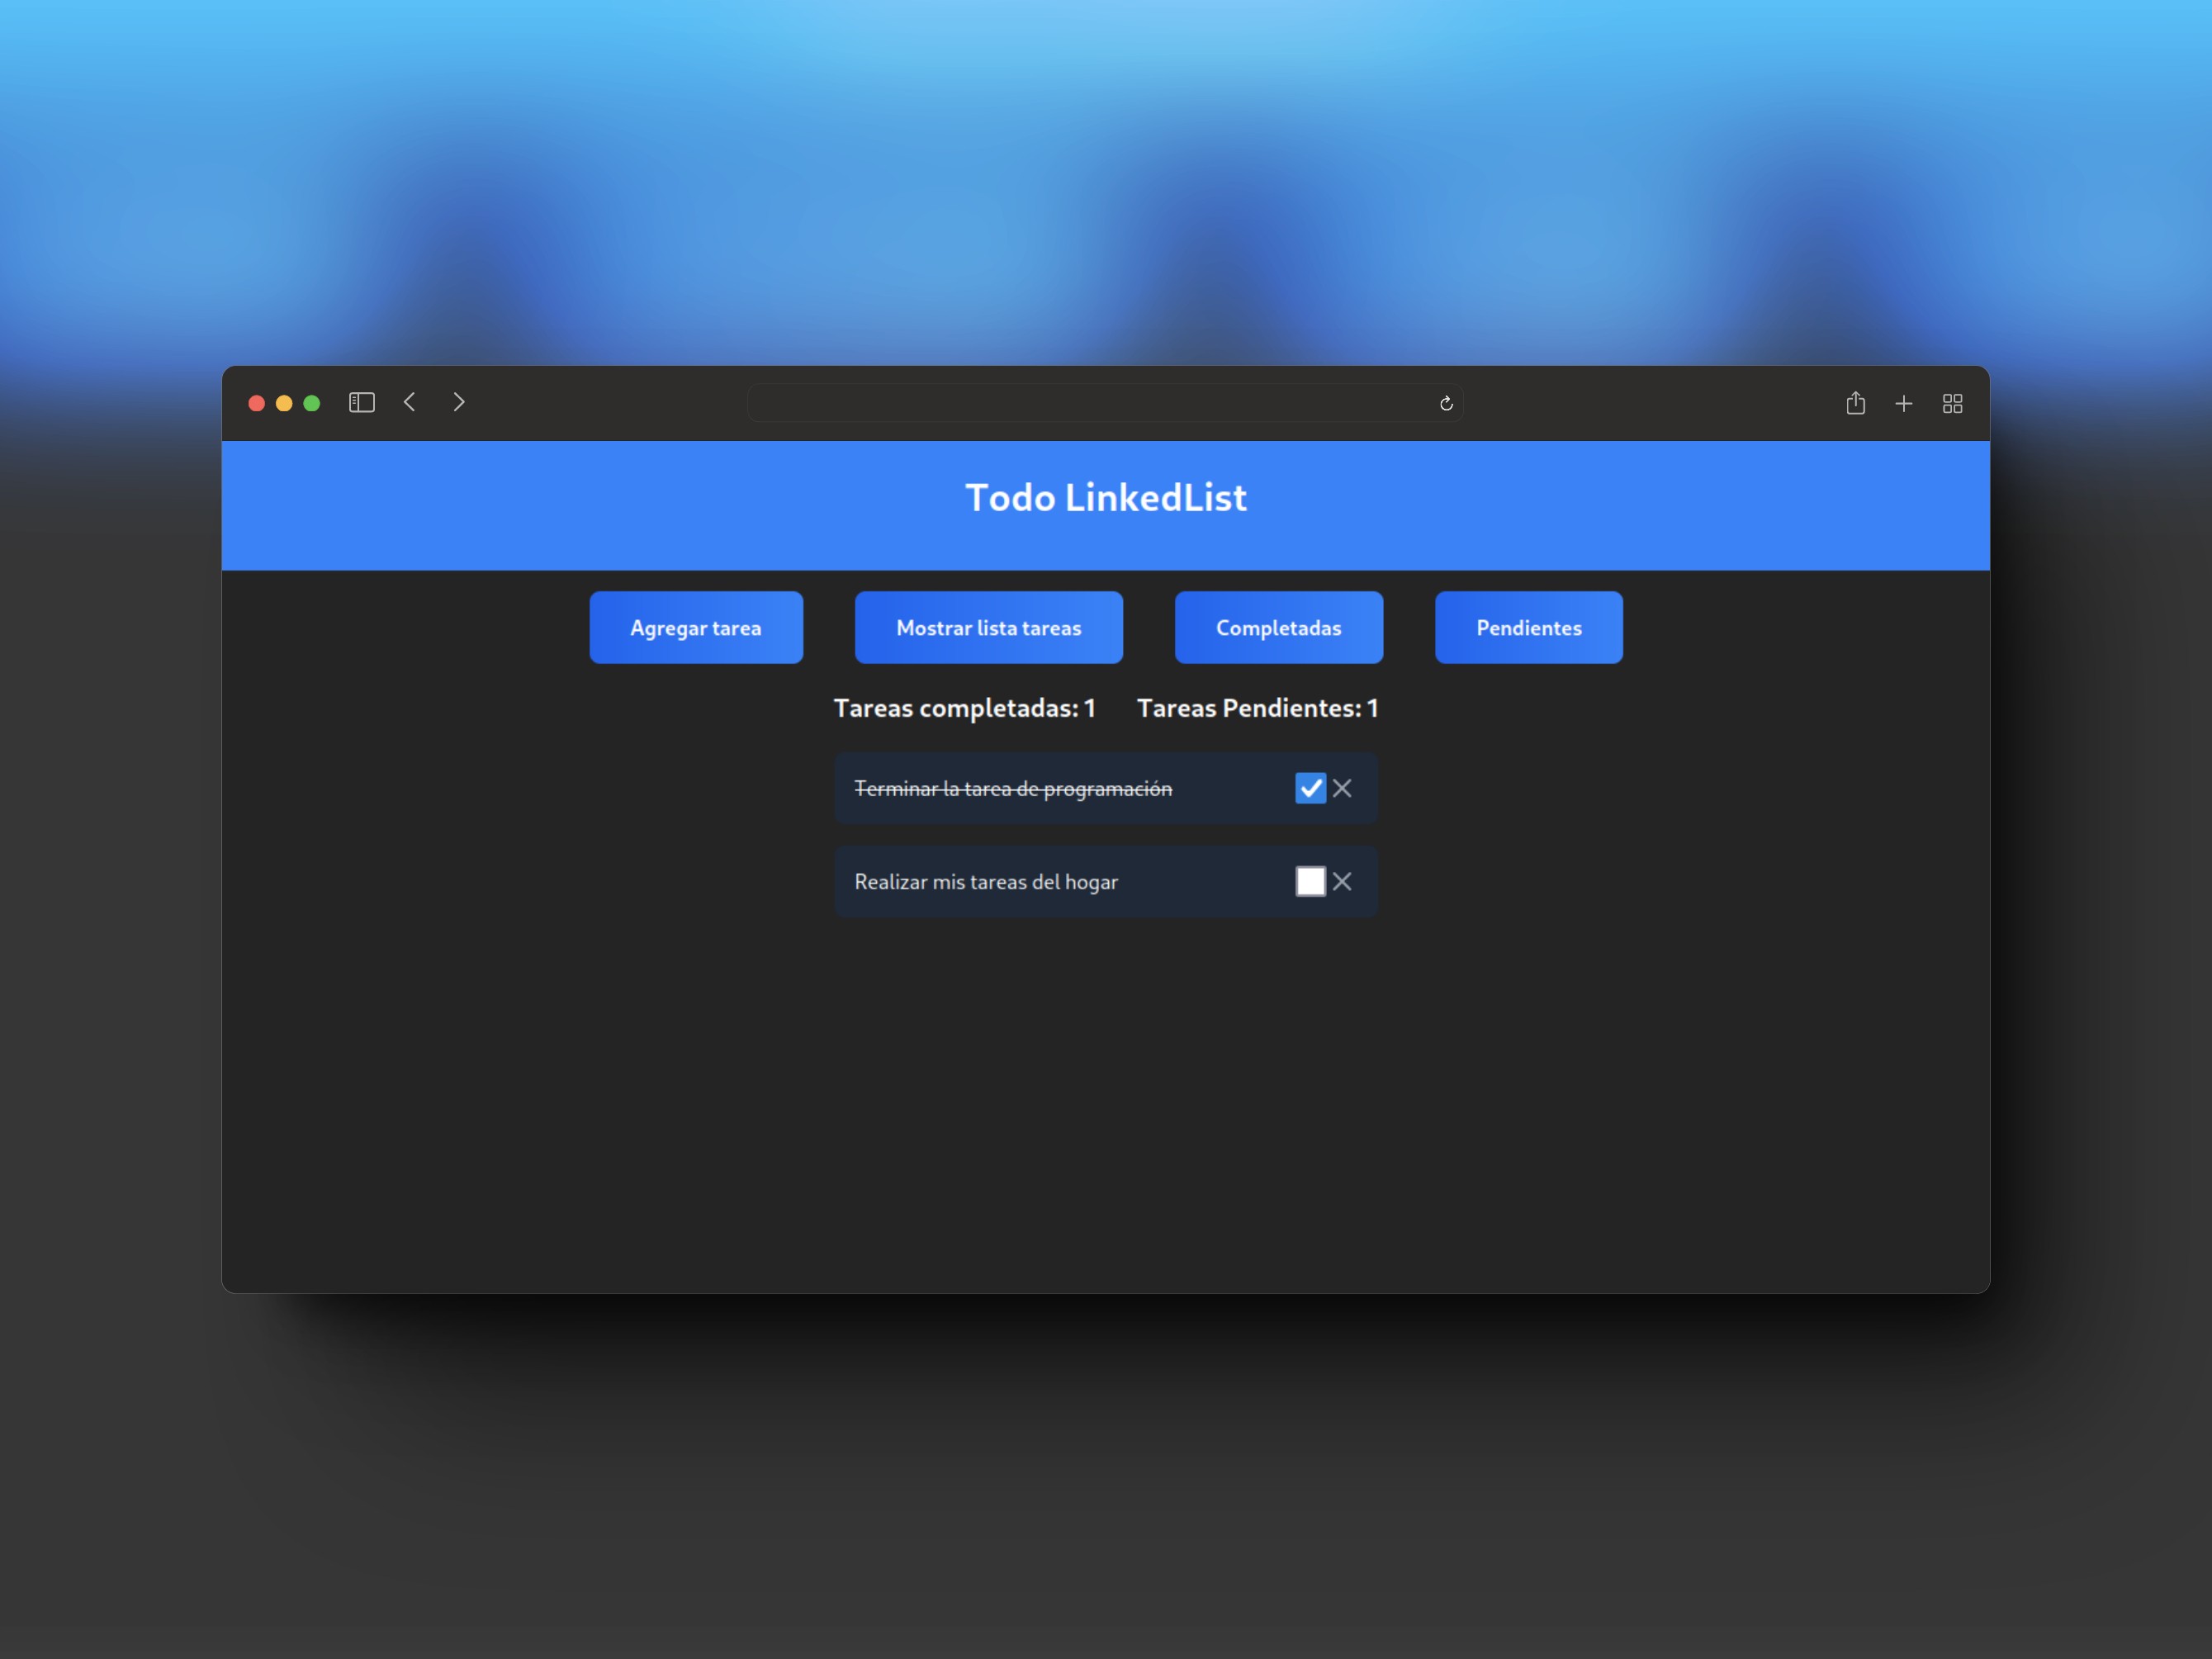 Todo LinkedList
Agregar tarea
Mostrar lista tareas
Completadas
Pendientes
Tareas completadas: 1
Tareas Pendientes: 1
Terminar la tarea de programación
Realizar mis tareas del hogar